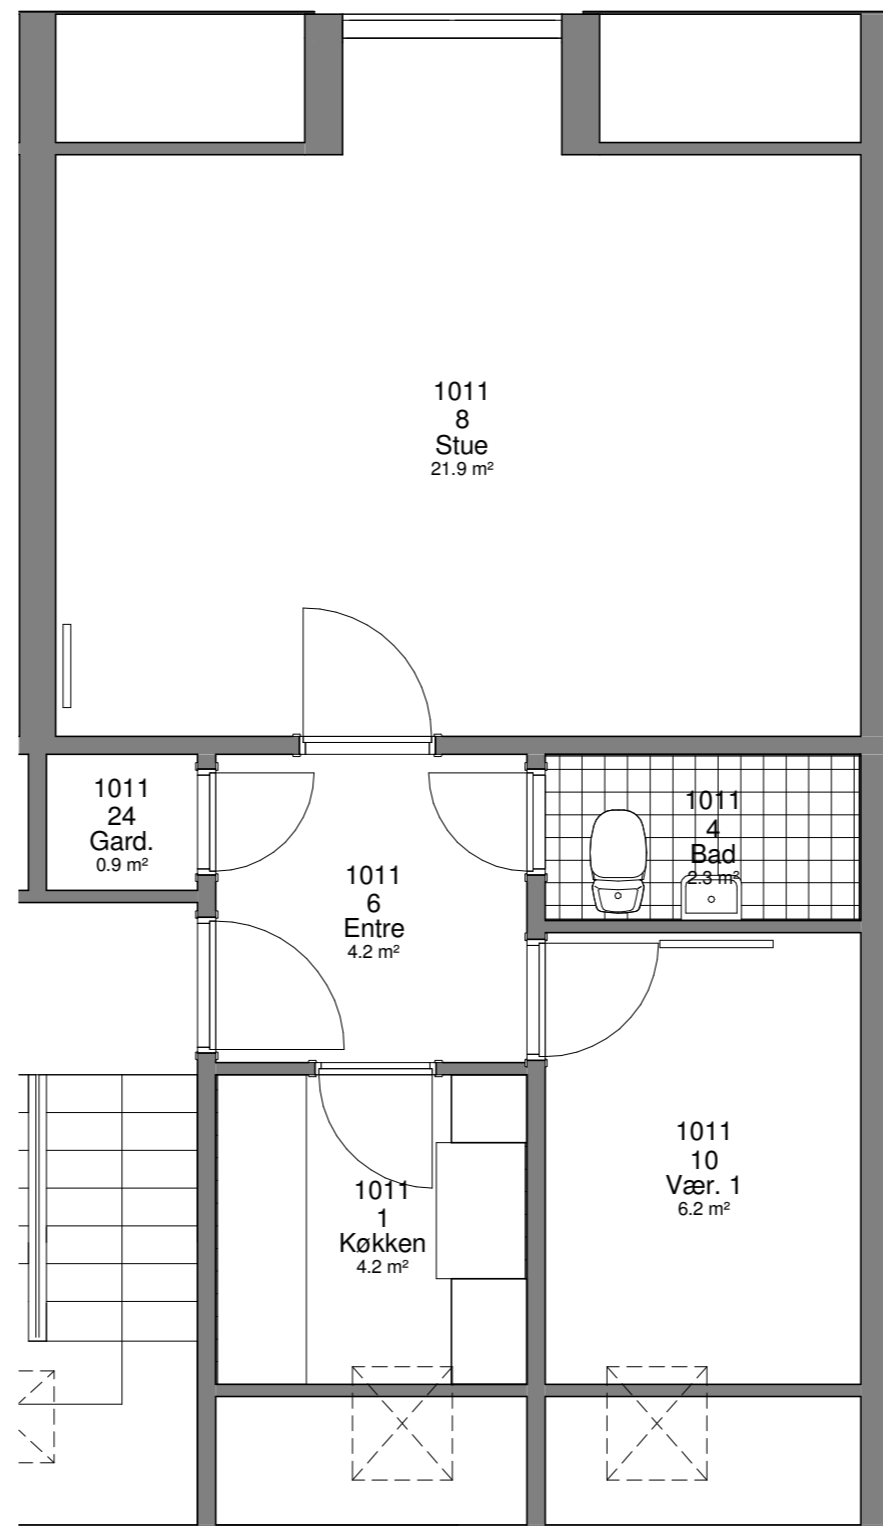 1011
8
Stue
21.9 m²
1011
24
Gard.
0.9 m²
1011
4
Bad
2.3 m²
1011
6
Entre
4.2 m²
1011
10
Vær. 1
6.2 m²
1011
1
Køkken
4.2 m²